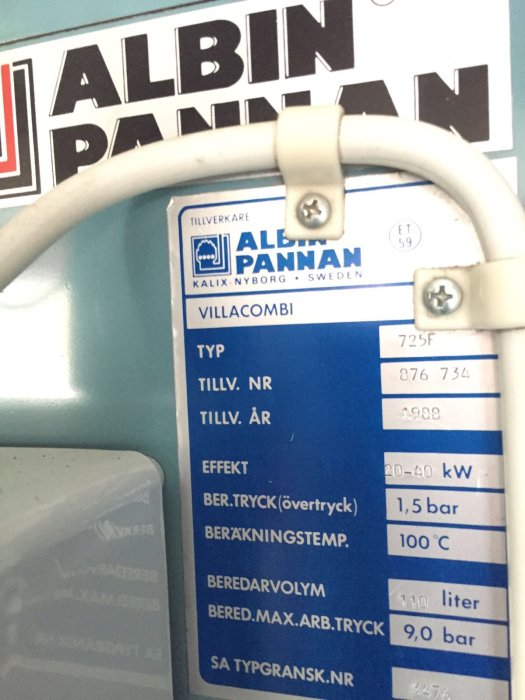 ALBIN
PANNAN
TILLVERKARE
ALBIN
PANNAN
ET
59
KALIX-NYBORG • SWEDEN
VILLACOMBI
TYP 725F
TILLV. NR 876 734
TILLV. ÅR 1988
EFFEKT 20-40 kW
BER.TRYCK (övertryck) 1,5 bar
BERÄKNINGSTEMP. 100 °C
BEREDARVOLYM 110 liter
BERED.MAX.ARB.TRYCK 9,0 bar
SA TYPGRANSK.NR